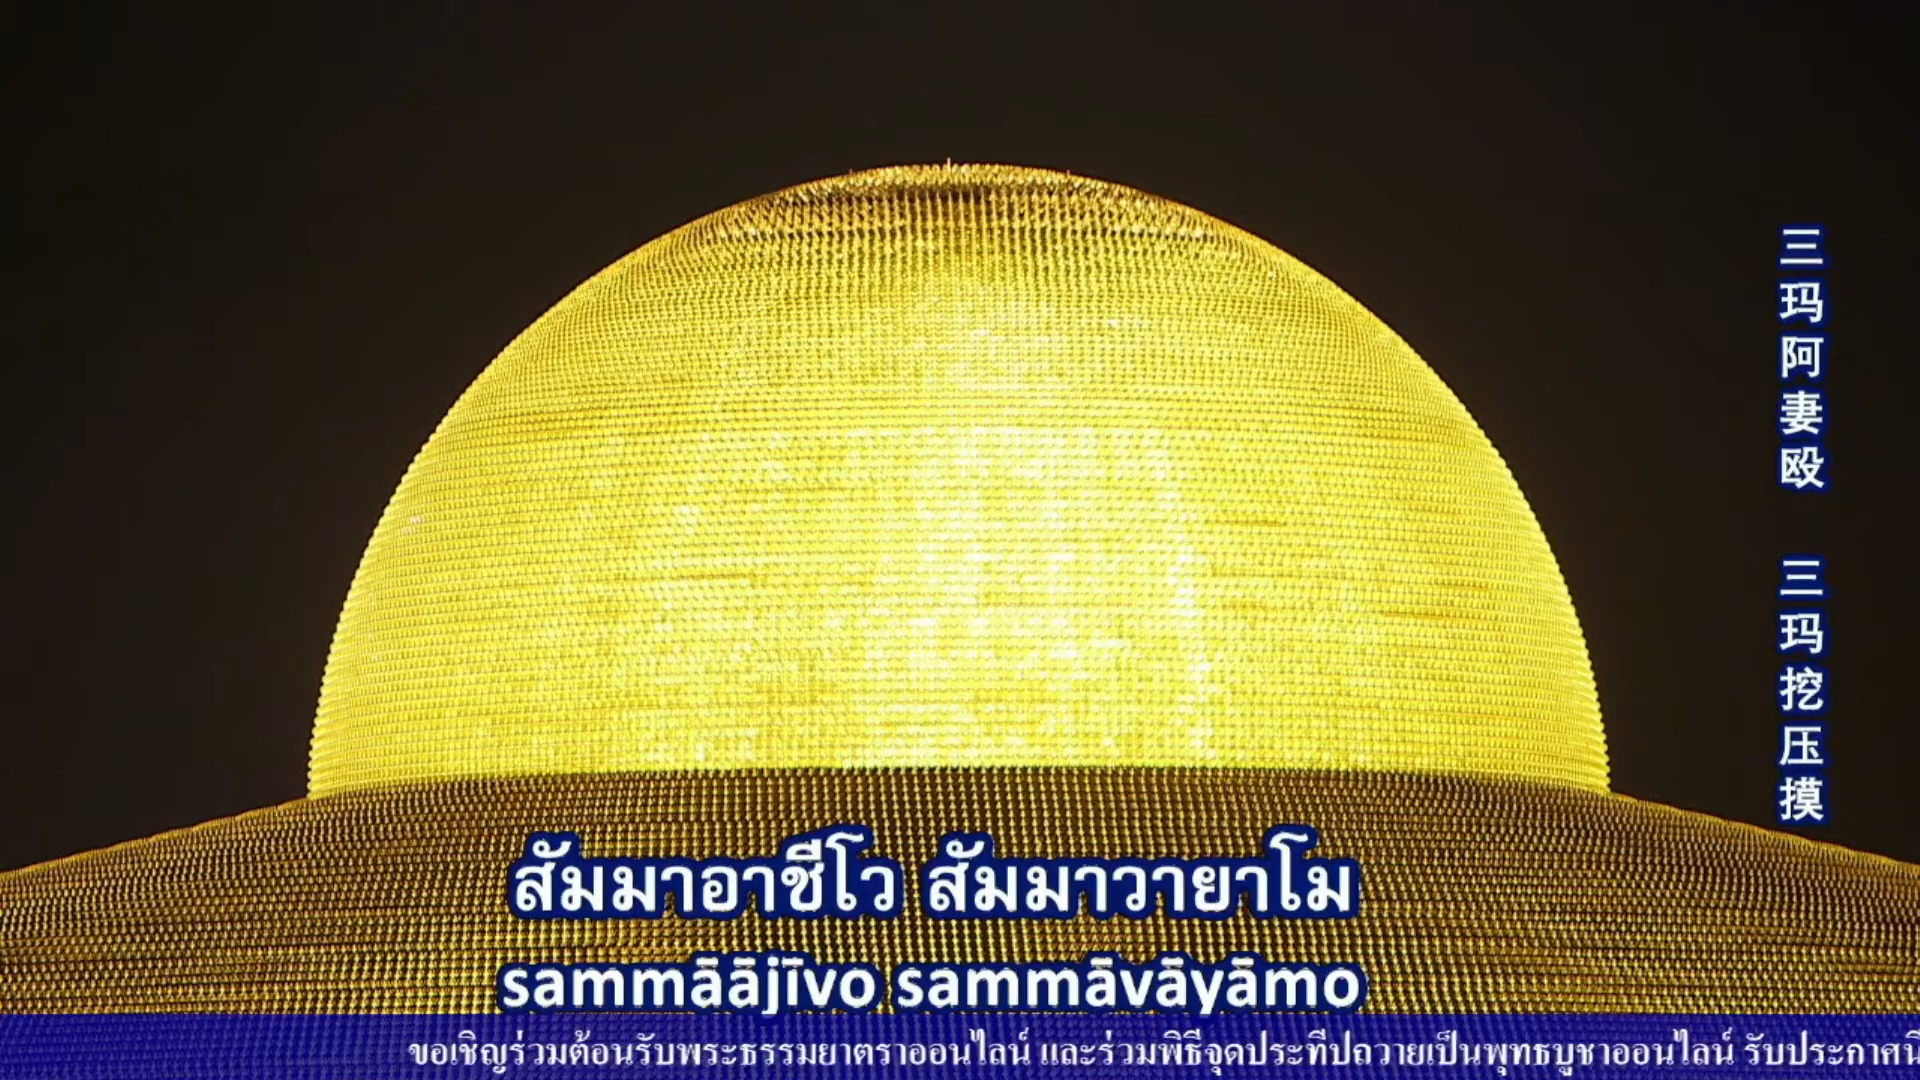 三玛阿妻殴 三玛挖压摸
สัมมาอาชีโว สัมมาวายาโม
sammāājīvo sammāvāyāmo
ขอเชิญร่วมต้อนรับพระธรรมยาตราออนไลน์ และร่วมพิธีจุดประทีปถวายเป็นพุทธบูชาออนไลน์ รับประกาศนี